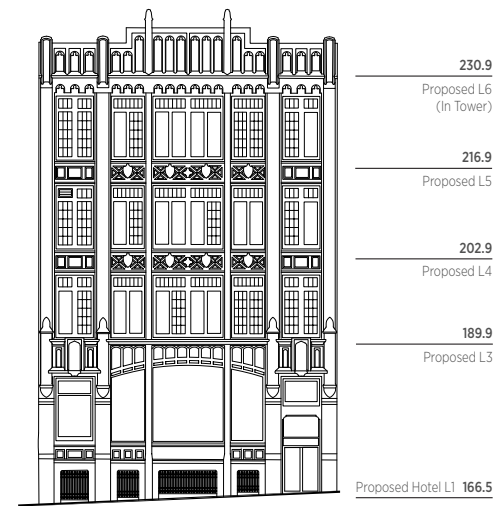 230.9
Proposed L6
(In Tower)
216.9
Proposed L5
202.9
Proposed L4
189.9
Proposed L3
Proposed Hotel L1 166.5